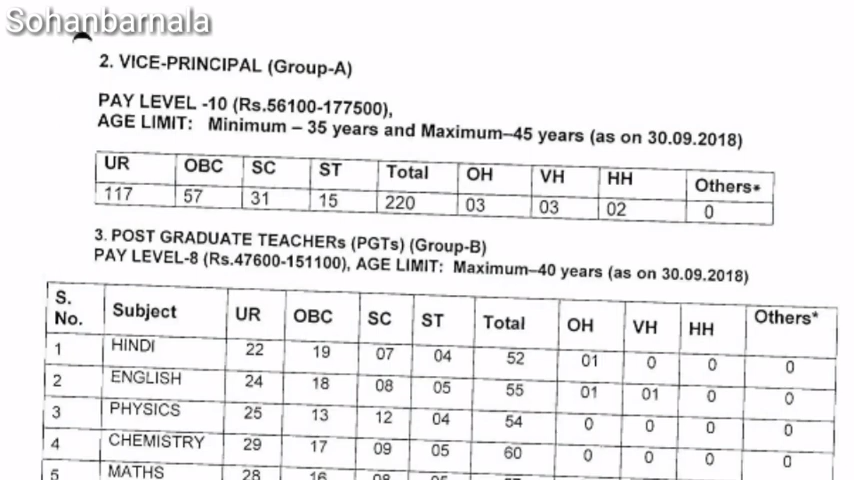 Sohanbarnala
2. VICE-PRINCIPAL (Group-A)
PAY LEVEL -10 (Rs.56100-177500),
AGE LIMIT: Minimum – 35 years and Maximum–45 years (as on 30.09.2018)
UR OBC SC ST Total OH VH HH Others*
117 57 31 15 220 03 03 02 0
3. POST GRADUATE TEACHERs (PGTs) (Group-B)
PAY LEVEL-8 (Rs.47600-151100), AGE LIMIT: Maximum–40 years (as on 30.09.2018)
S. No. Subject UR OBC SC ST Total OH VH HH Others*
1 HINDI 22 19 07 04 52 01 0 0 0
2 ENGLISH 24 18 08 05 55 01 01 0 0
3 PHYSICS 25 13 12 04 54 0 0 0 0
4 CHEMISTRY 29 17 09 05 60 0 0 0 0
5 MATHS 28 16